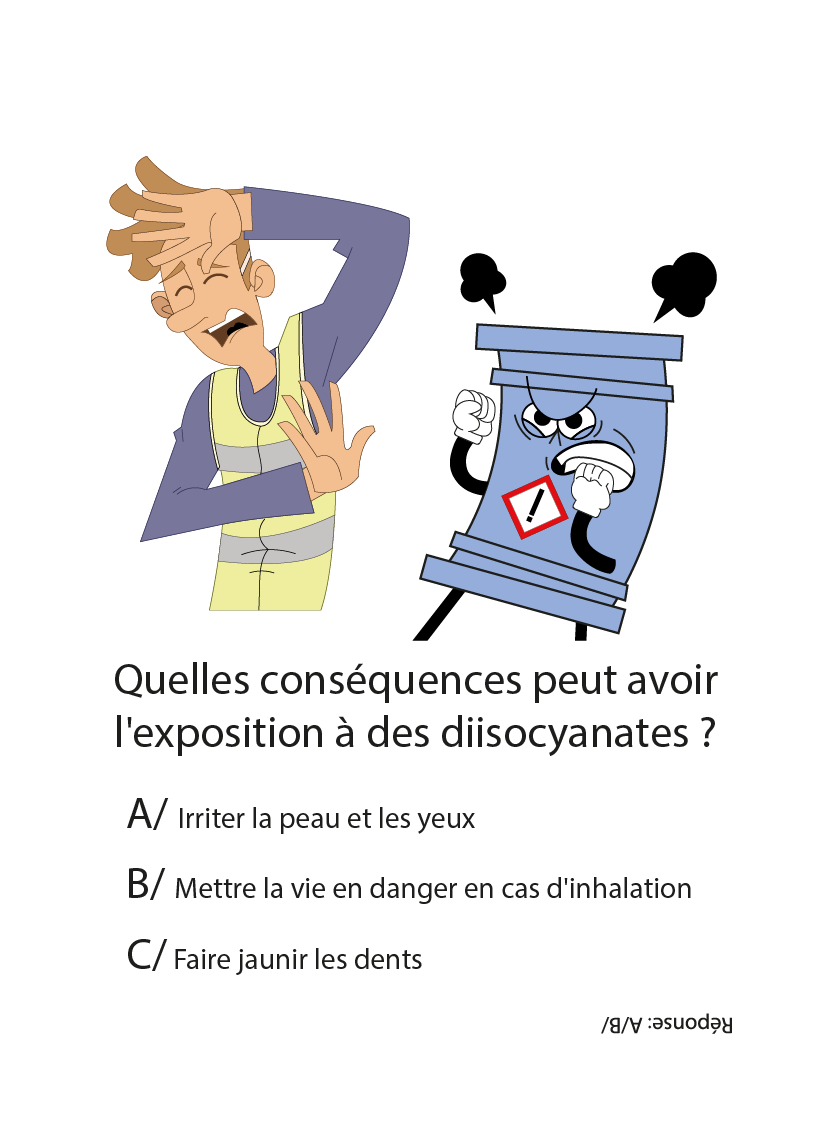 !
Quelles conséquences peut avoir
l'exposition à des diisocyanates ?
A/ Irriter la peau et les yeux
B/ Mettre la vie en danger en cas d'inhalation
C/ Faire jaunir les dents
Réponse: A/B/